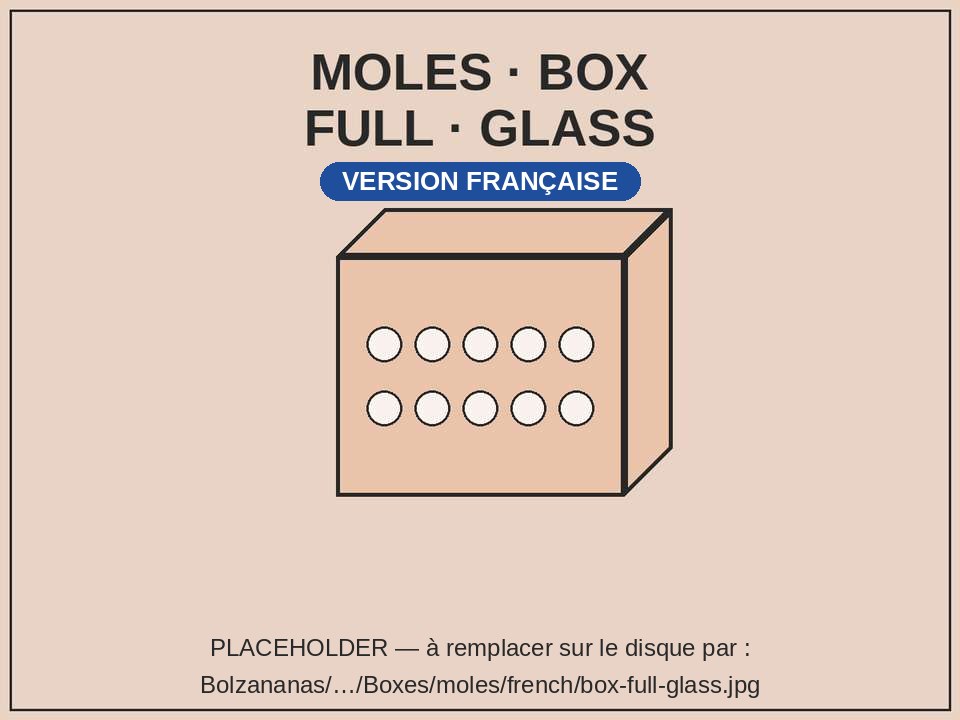 MOLES · BOX
FULL · GLASS
VERSION FRANÇAISE
PLACEHOLDER — à remplacer sur le disque par :
Bolzananas/…/Boxes/moles/french/box-full-glass.jpg